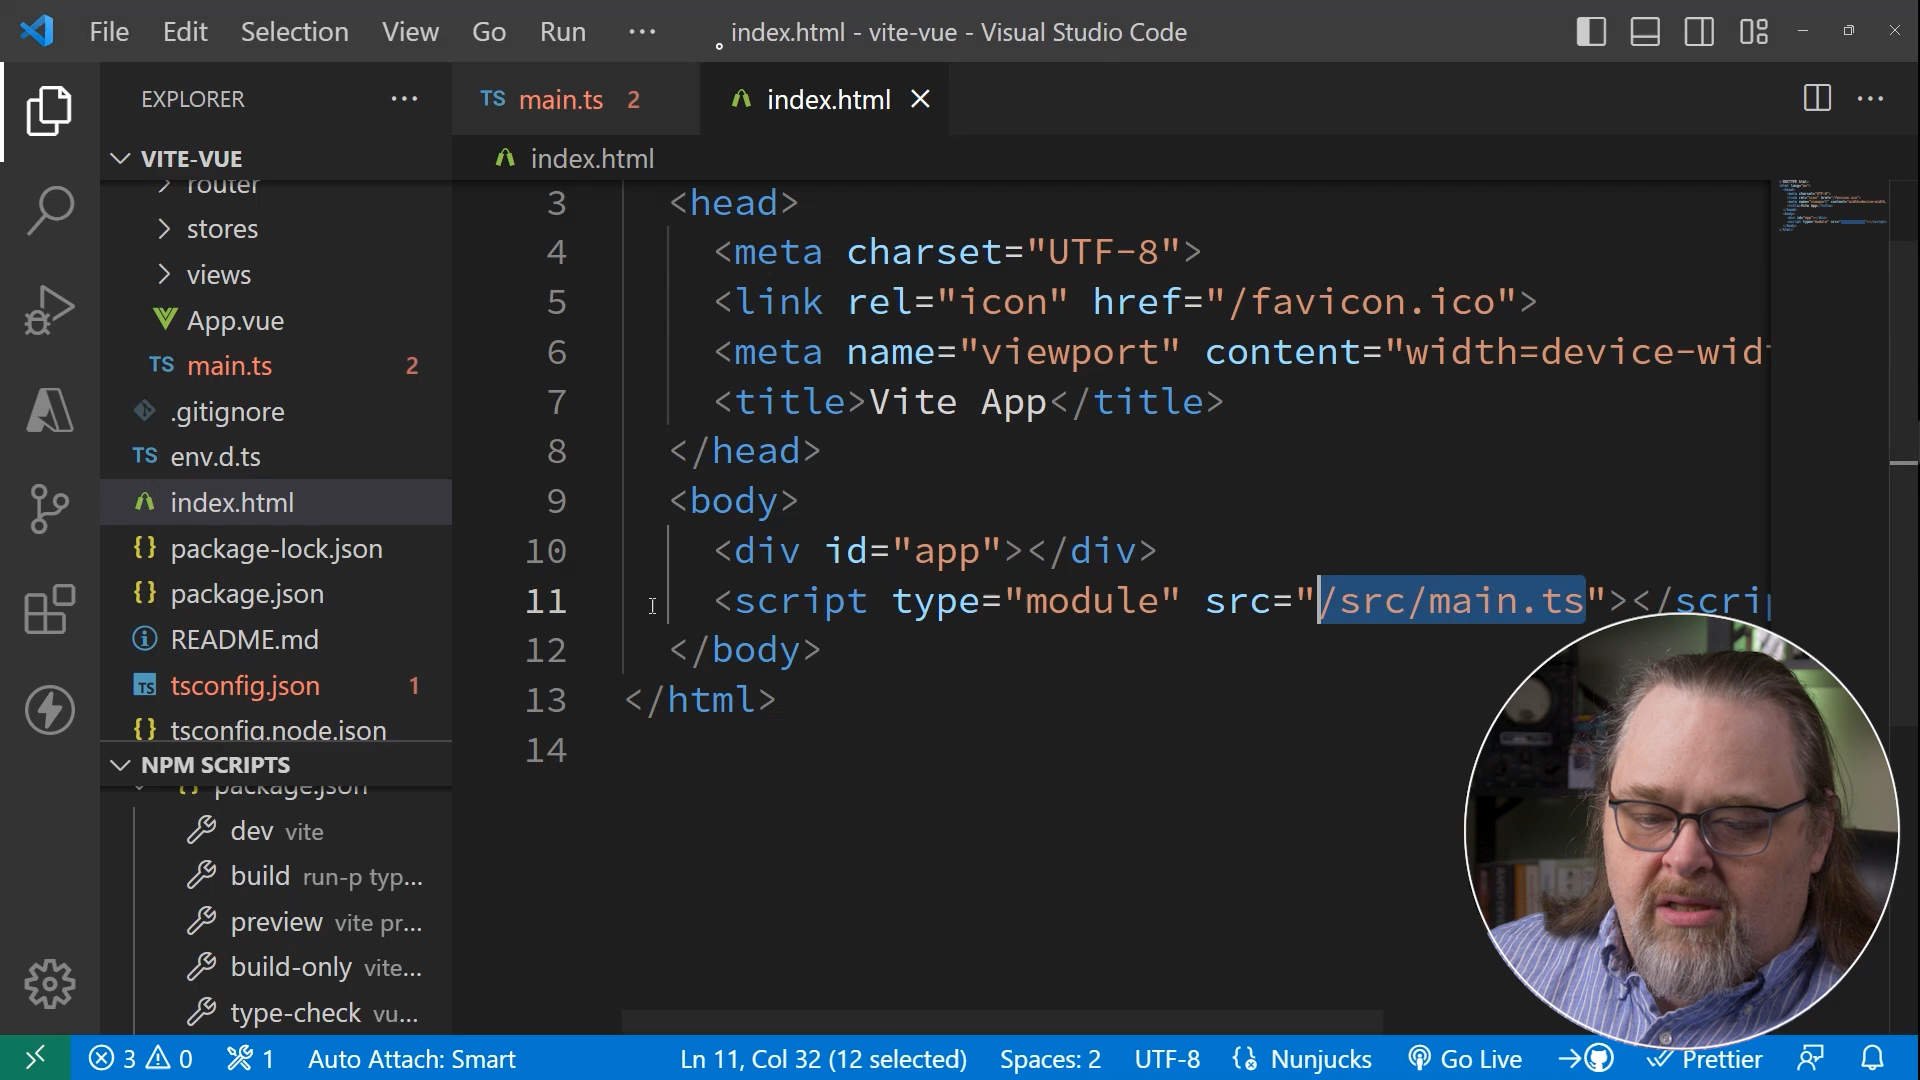 File Edit Selection View Go Run ··· index.html - vite-vue - Visual Studio Code
EXPLORER ···
VITE-VUE
router
stores
views
App.vue
TS main.ts 2
.gitignore
TS env.d.ts
index.html
{} package-lock.json
{} package.json
README.md
TS tsconfig.json 1
{} tsconfig.node.json
NPM SCRIPTS
{} package.json
dev vite
build run-p typ...
preview vite pr...
build-only vite...
type-check vu...
TS main.ts 2
index.html
index.html
3 <head>
4 <meta charset="UTF-8">
5 <link rel="icon" href="/favicon.ico">
6 <meta name="viewport" content="width=device-widt
7 <title>Vite App</title>
8 </head>
9 <body>
10 <div id="app"></div>
11 <script type="module" src="/src/main.ts"></scrip
12 </body>
13 </html>
14
3 0 1 Auto Attach: Smart Ln 11, Col 32 (12 selected) Spaces: 2 UTF-8 Nunjucks Go Live Prettier